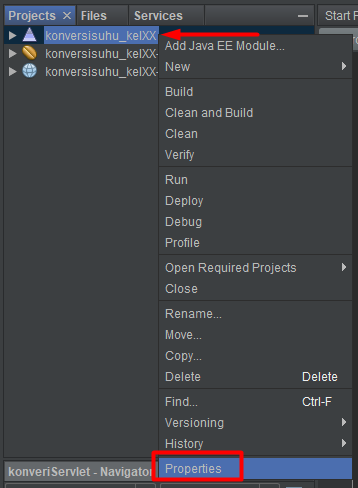 Projects × Files Services
Start P
konversisuhu_kelXX
konversisuhu_kelXX-
konversisuhu_kelXX-
Add Java EE Module...
New
Build
Clean and Build
Clean
Verify
Run
Deploy
Debug
Profile
Open Required Projects
Close
Rename...
Move...
Copy...
Delete Delete
Find... Ctrl-F
Versioning
History
Properties
konveriServlet - Navigator